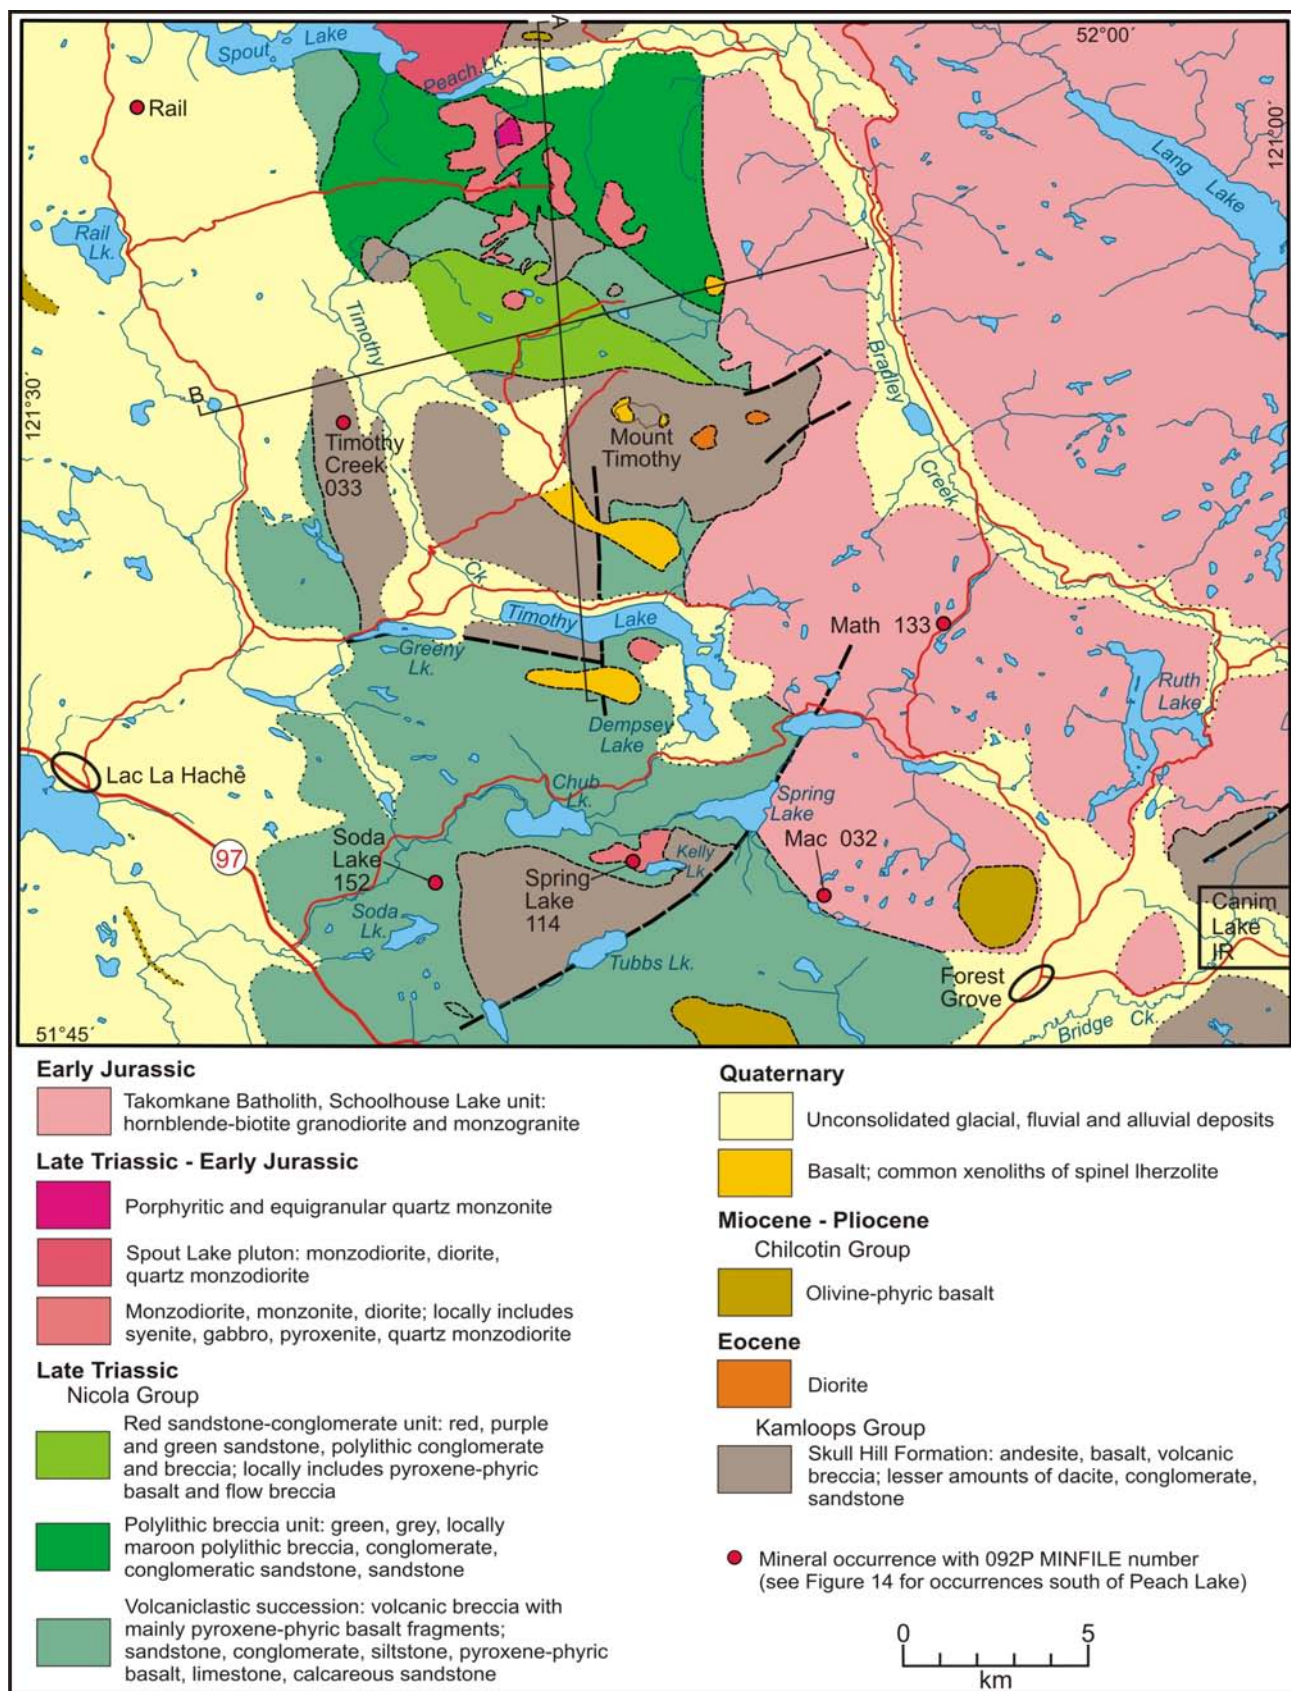 A
Spout Lake
52°00´
Peach Lk.
Rail
121°00´
Lang Lake
Rail
Lk.
Timothy
Ck.
B
Bradley
Creek
121°30´
Timothy
Creek
033
Mount
Timothy
Timothy Lake
Math 133
Greeny
Lk.
Ruth
Lake
Dempsey
Lake
Lac La Hache
Chub
Lk.
Spring
Lake
Soda
Lake
152
Mac 032
97
Kelly
Lk.
Spring
Lake
114
Canim
Lake
IR
Soda
Lk.
Tubbs Lk.
Forest
Grove
Bridge Ck.
51°45´
Early Jurassic
Takomkane Batholith, Schoolhouse Lake unit:
hornblende-biotite granodiorite and monzogranite
Late Triassic - Early Jurassic
Porphyritic and equigranular quartz monzonite
Spout Lake pluton: monzodiorite, diorite,
quartz monzodiorite
Monzodiorite, monzonite, diorite; locally includes
syenite, gabbro, pyroxenite, quartz monzodiorite
Late Triassic
Nicola Group
Red sandstone-conglomerate unit: red, purple
and green sandstone, polylithic conglomerate
and breccia; locally includes pyroxene-phyric
basalt and flow breccia
Polylithic breccia unit: green, grey, locally
maroon polylithic breccia, conglomerate,
conglomeratic sandstone, sandstone
Volcaniclastic succession: volcanic breccia with
mainly pyroxene-phyric basalt fragments;
sandstone, conglomerate, siltstone, pyroxene-phyric
basalt, limestone, calcareous sandstone
Quaternary
Unconsolidated glacial, fluvial and alluvial deposits
Basalt; common xenoliths of spinel lherzolite
Miocene - Pliocene
Chilcotin Group
Olivine-phyric basalt
Eocene
Diorite
Kamloops Group
Skull Hill Formation: andesite, basalt, volcanic
breccia; lesser amounts of dacite, conglomerate,
sandstone
Mineral occurrence with 092P MINFILE number
(see Figure 14 for occurrences south of Peach Lake)
0 5
km